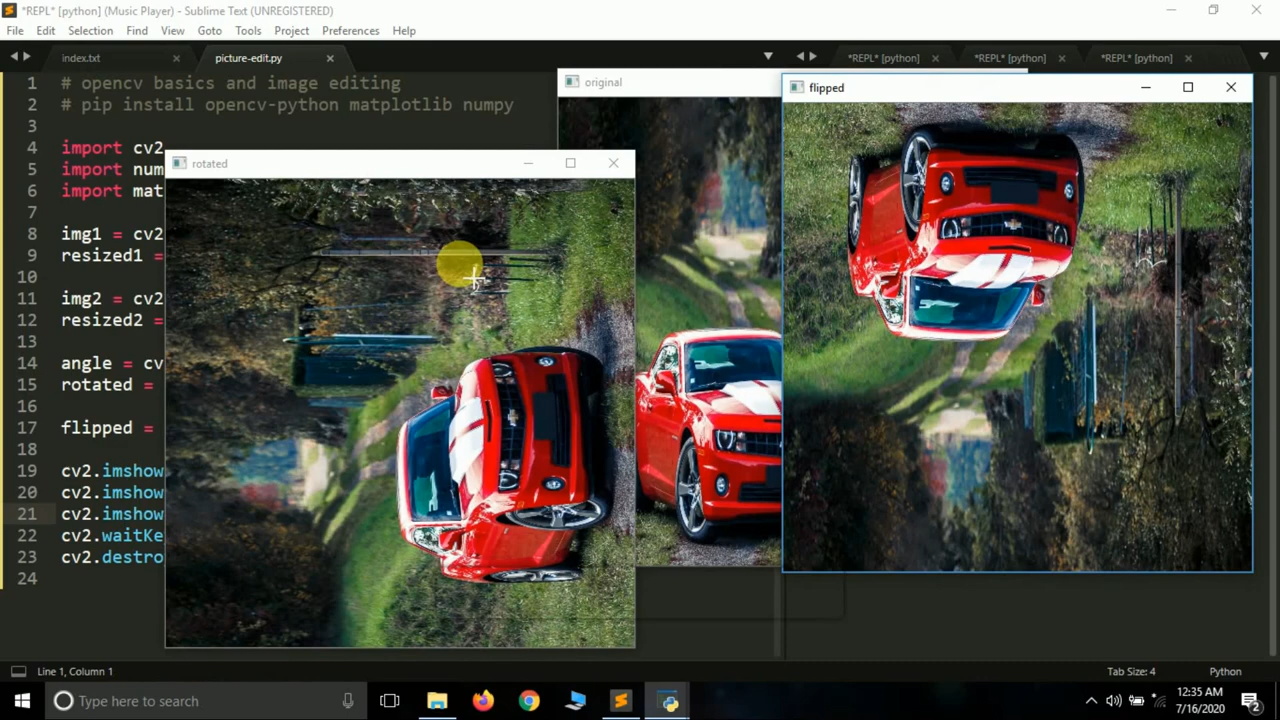 *REPL* [python] (Music Player) - Sublime Text (UNREGISTERED)
File Edit Selection Find View Goto Tools Project Preferences Help
index.txt picture-edit.py *REPL* [python] *REPL* [python] *REPL* [python]
original
flipped
rotated
1 # opencv basics and image editing
2 # pip install opencv-python matplotlib numpy
3
4 import cv2
5 import num
6 import mat
7
8 img1 = cv2
9 resized1 =
10
11 img2 = cv2
12 resized2 =
13
14 angle = cv
15 rotated =
16
17 flipped =
18
19 cv2.imshow
20 cv2.imshow
21 cv2.imshow
22 cv2.waitKe
23 cv2.destro
24
Line 1, Column 1 Tab Size: 4 Python
Type here to search
12:35 AM
7/16/2020
2